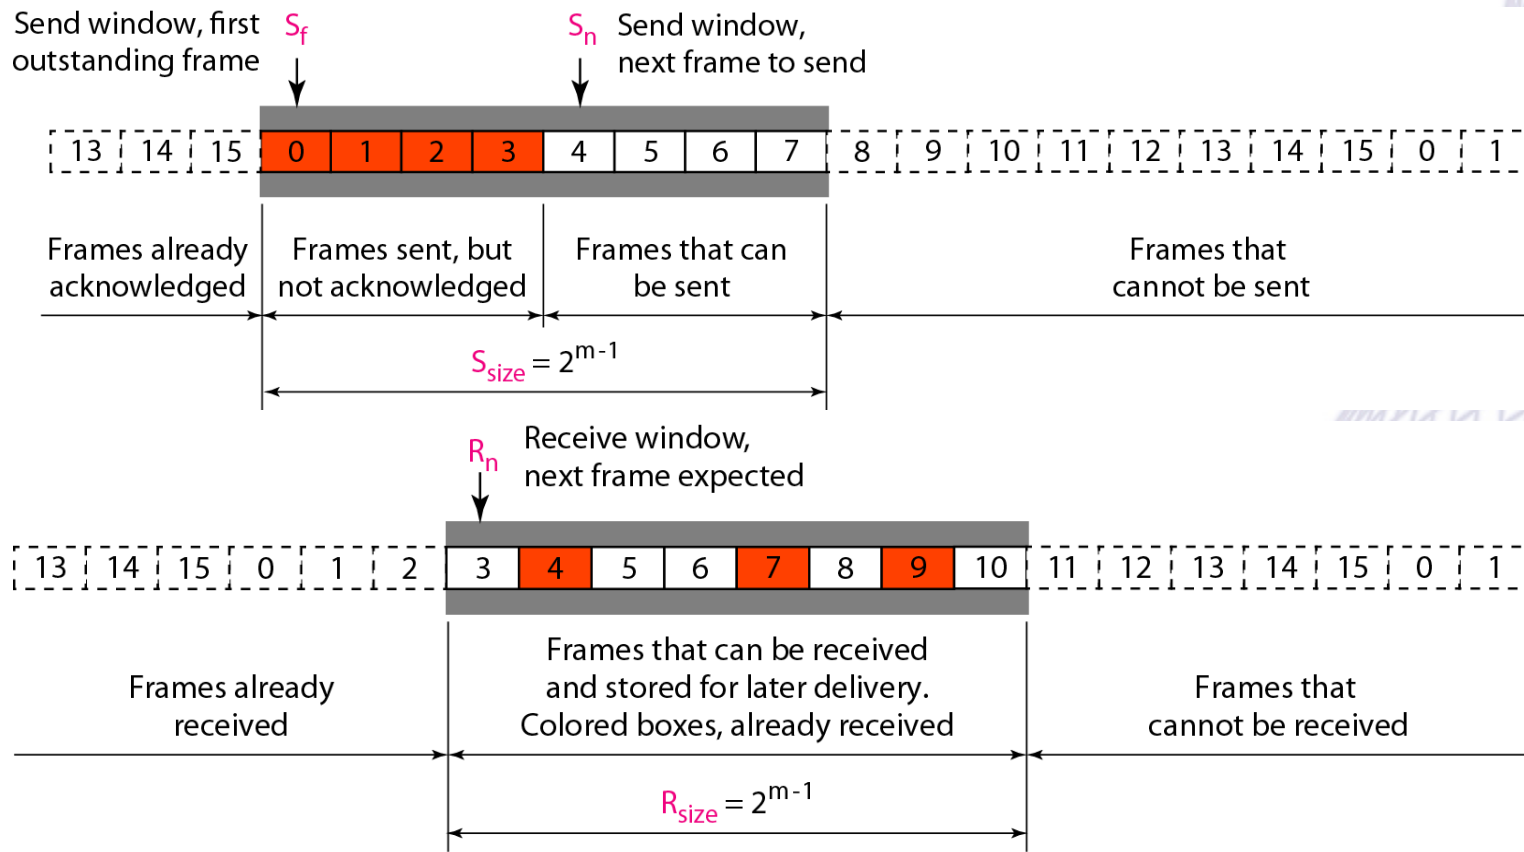 Send window, first
outstanding frame
Sf
Sn
Send window,
next frame to send
13 14 15 0 1 2 3 4 5 6 7 8 9 10 11 12 13 14 15 0 1
Frames already
acknowledged
Frames sent, but
not acknowledged
Frames that can
be sent
Frames that
cannot be sent
Ssize = 2^m-1
Rn
Receive window,
next frame expected
13 14 15 0 1 2 3 4 5 6 7 8 9 10 11 12 13 14 15 0 1
Frames already
received
Frames that can be received
and stored for later delivery.
Colored boxes, already received
Frames that
cannot be received
Rsize = 2^m-1